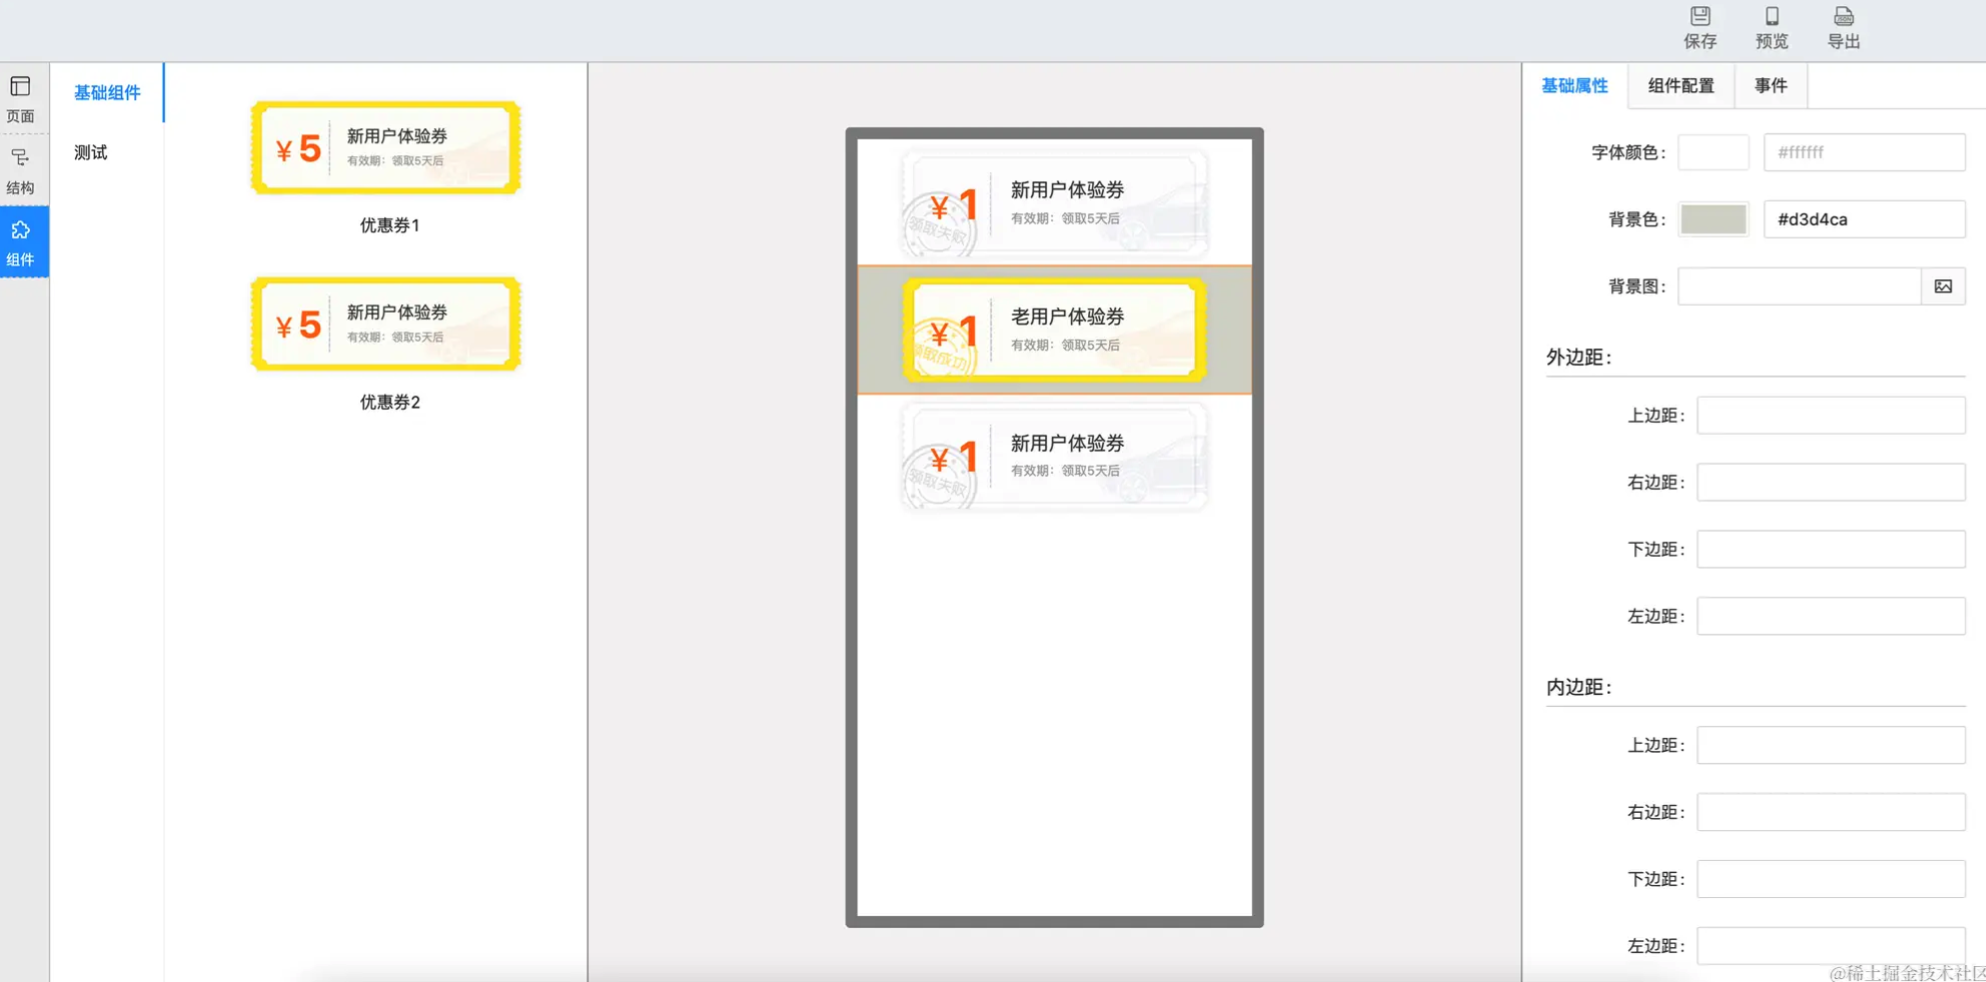 保存
预览
导出
JSON
页面
结构
组件
基础组件
测试
¥ 5
新用户体验券
有效期：领取5天后
优惠券1
¥ 5
新用户体验券
有效期：领取5天后
优惠券2
¥ 1
新用户体验券
有效期：领取5天后
领取失败
¥ 1
老用户体验券
有效期：领取5天后
领取成功
¥ 1
新用户体验券
有效期：领取5天后
领取失败
基础属性
组件配置
事件
字体颜色：
#ffffff
背景色：
#d3d4ca
背景图：
外边距：
上边距：
右边距：
下边距：
左边距：
内边距：
上边距：
右边距：
下边距：
左边距：
@稀土掘金技术社区